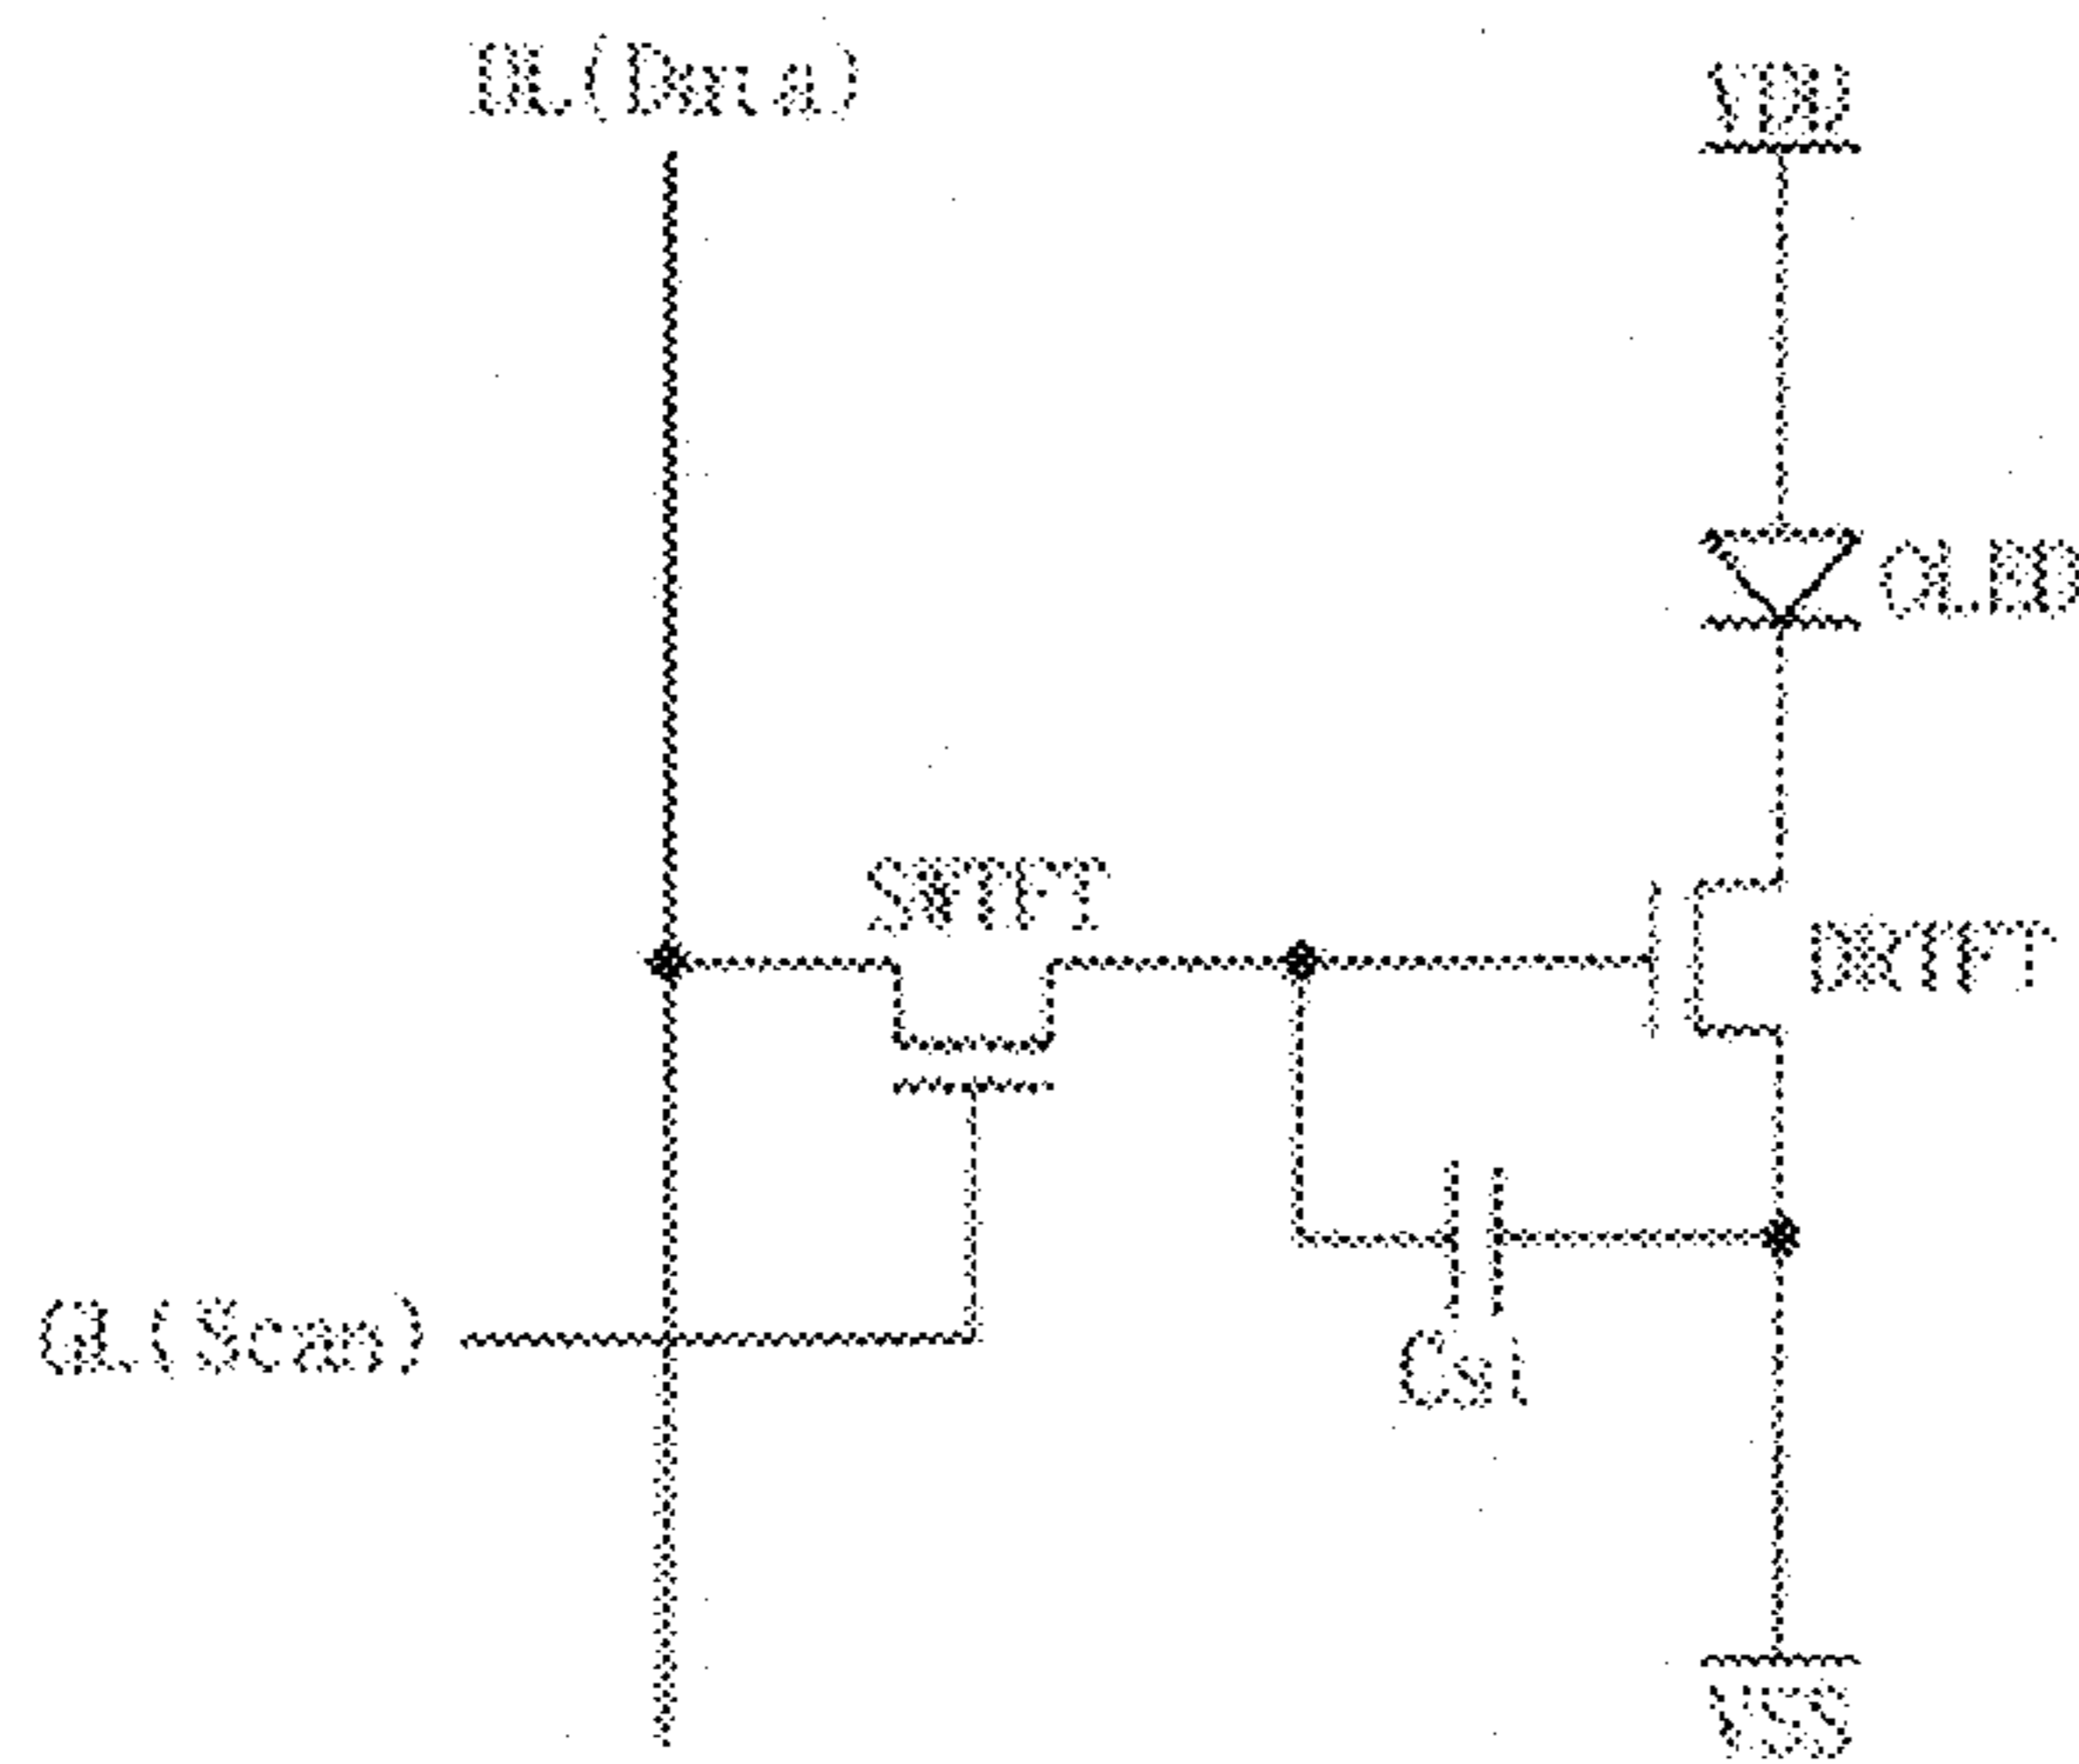 DL(Data)
VDD
OLED
SWTFT
DRTFT
GL(Scan)
Cst
VSS